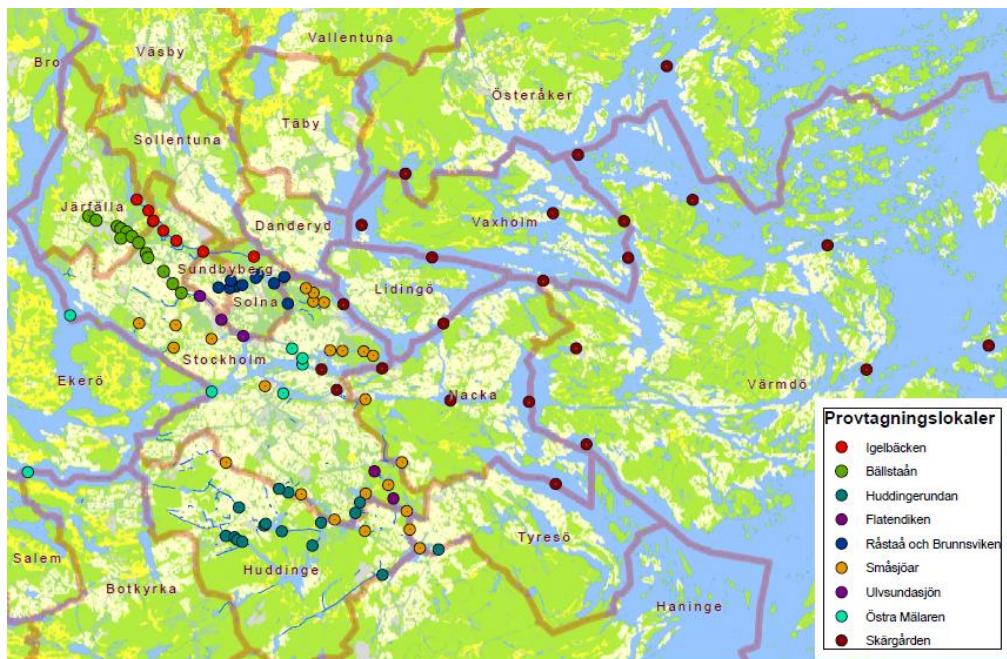 Vallentuna
Väsby
Bro
Österåker
Täby
Sollentuna
Järfälla
Danderyd
Vaxholm
Sundbyberg
Lidingö
Solna
Stockholm
Ekerö
Nacka
Värmdö
Tyresö
Salem
Huddinge
Botkyrka
Haninge
Provtagningslokaler
Igelbäcken
Bällstaån
Huddingerundan
Flatendiken
Råstaå och Brunnsviken
Småsjöar
Ulvsundasjön
Östra Mälaren
Skärgården